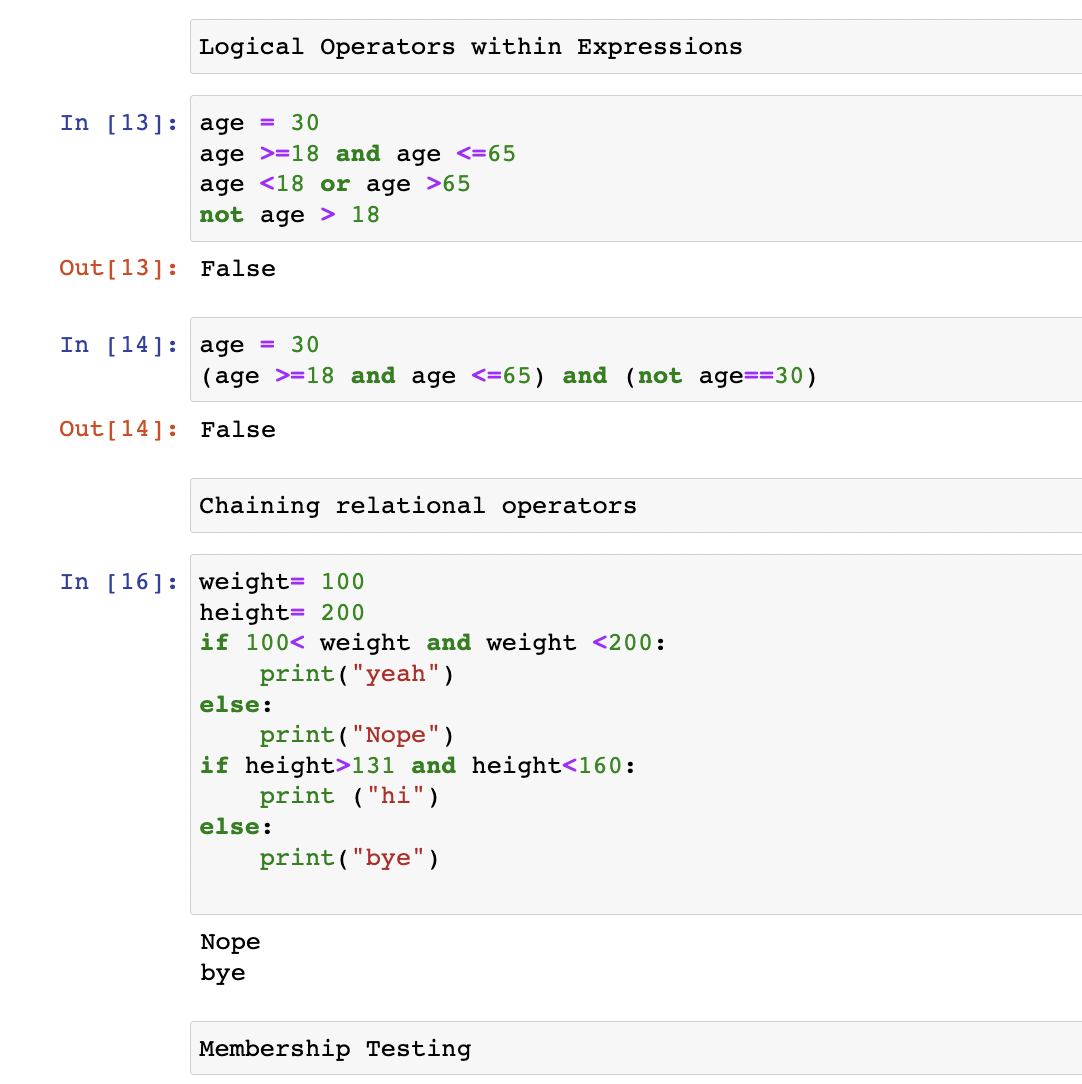 Logical Operators within Expressions
In [13]: age = 30
age >=18 and age <=65
age <18 or age >65
not age > 18
Out[13]: False
In [14]: age = 30
(age >=18 and age <=65) and (not age==30)
Out[14]: False
Chaining relational operators
In [16]: weight= 100
height= 200
if 100< weight and weight <200:
    print("yeah")
else:
    print("Nope")
if height>131 and height<160:
    print ("hi")
else:
    print("bye")
Nope
bye
Membership Testing